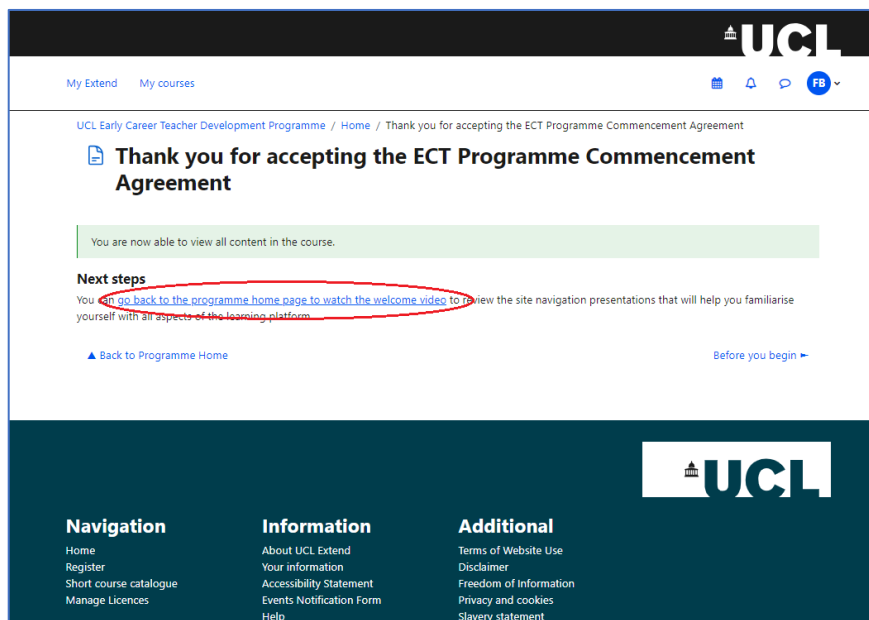 UCL
My Extend My courses
FB
UCL Early Career Teacher Development Programme / Home / Thank you for accepting the ECT Programme Commencement Agreement
Thank you for accepting the ECT Programme Commencement
Agreement
You are now able to view all content in the course.
Next steps
You can go back to the programme home page to watch the welcome video to review the site navigation presentations that will help you familiarise
yourself with all aspects of the learning platform
▲ Back to Programme Home
Before you begin ►
UCL
Navigation
Home
Register
Short course catalogue
Manage Licences
Information
About UCL Extend
Your information
Accessibility Statement
Events Notification Form
Help
Additional
Terms of Website Use
Disclaimer
Freedom of Information
Privacy and cookies
Slavery statement